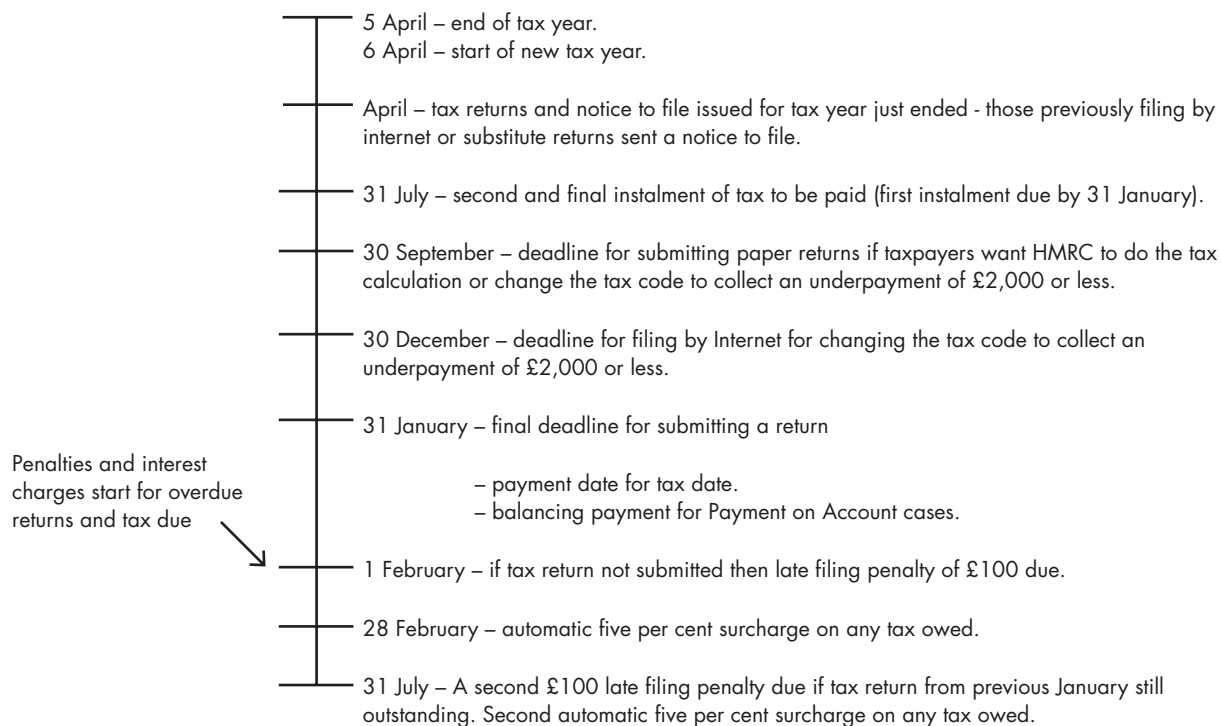 5 April – end of tax year.
6 April – start of new tax year.
April – tax returns and notice to file issued for tax year just ended - those previously filing by
internet or substitute returns sent a notice to file.
31 July – second and final instalment of tax to be paid (first instalment due by 31 January).
30 September – deadline for submitting paper returns if taxpayers want HMRC to do the tax
calculation or change the tax code to collect an underpayment of £2,000 or less.
30 December – deadline for filing by Internet for changing the tax code to collect an
underpayment of £2,000 or less.
31 January – final deadline for submitting a return
– payment date for tax date.
– balancing payment for Payment on Account cases.
Penalties and interest
charges start for overdue
returns and tax due
1 February – if tax return not submitted then late filing penalty of £100 due.
28 February – automatic five per cent surcharge on any tax owed.
31 July – A second £100 late filing penalty due if tax return from previous January still
outstanding. Second automatic five per cent surcharge on any tax owed.